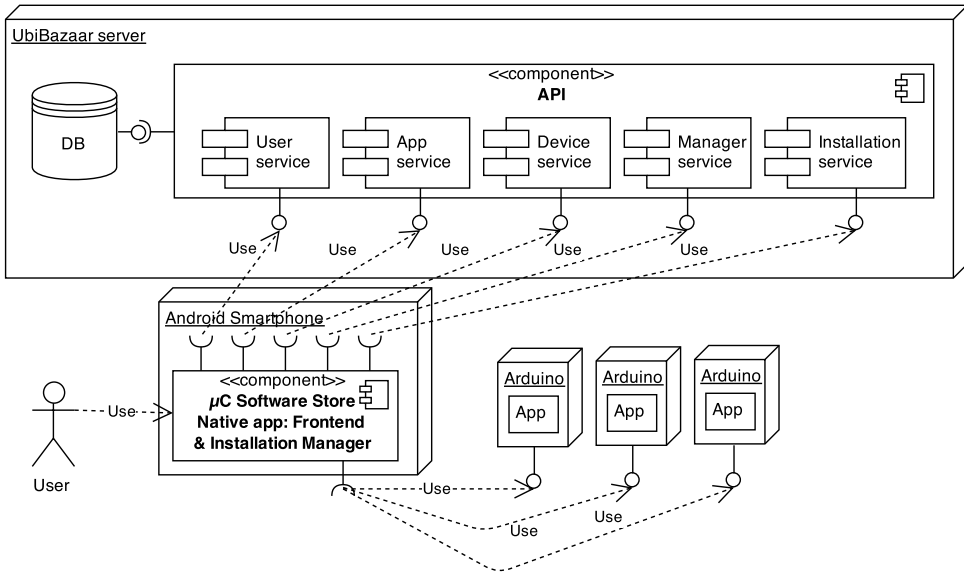 UbiBazaar server
<<component>>
API
DB
User
service
App
service
Device
service
Manager
service
Installation
service
Use
Use
Use
Use
Use
Android Smartphone
<<component>>
µC Software Store
Native app: Frontend
& Installation Manager
Use
User
Arduino
App
Arduino
App
Arduino
App
Use
Use
Use